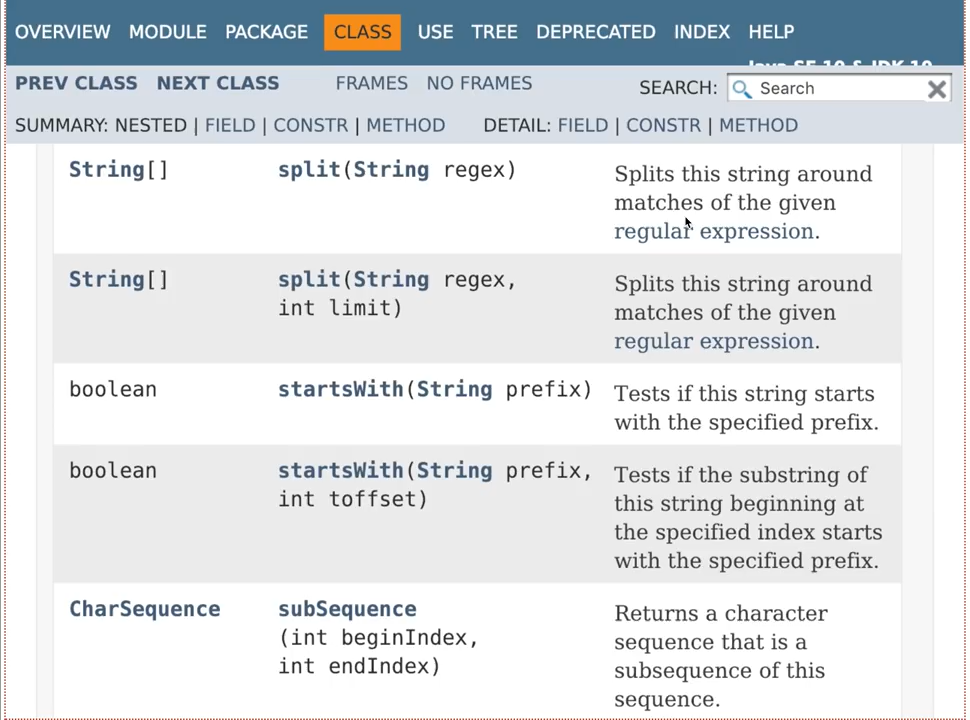 OVERVIEW MODULE PACKAGE CLASS USE TREE DEPRECATED INDEX HELP
Java SE 10 & JDK 10
PREV CLASS NEXT CLASS FRAMES NO FRAMES SEARCH: Search
SUMMARY: NESTED | FIELD | CONSTR | METHOD DETAIL: FIELD | CONSTR | METHOD
String[] split(String regex) Splits this string around
matches of the given
regular expression.
String[] split(String regex, Splits this string around
int limit) matches of the given
regular expression.
boolean startsWith(String prefix) Tests if this string starts
with the specified prefix.
boolean startsWith(String prefix, Tests if the substring of
int toffset) this string beginning at
the specified index starts
with the specified prefix.
CharSequence subSequence Returns a character
(int beginIndex, sequence that is a
int endIndex) subsequence of this
sequence.